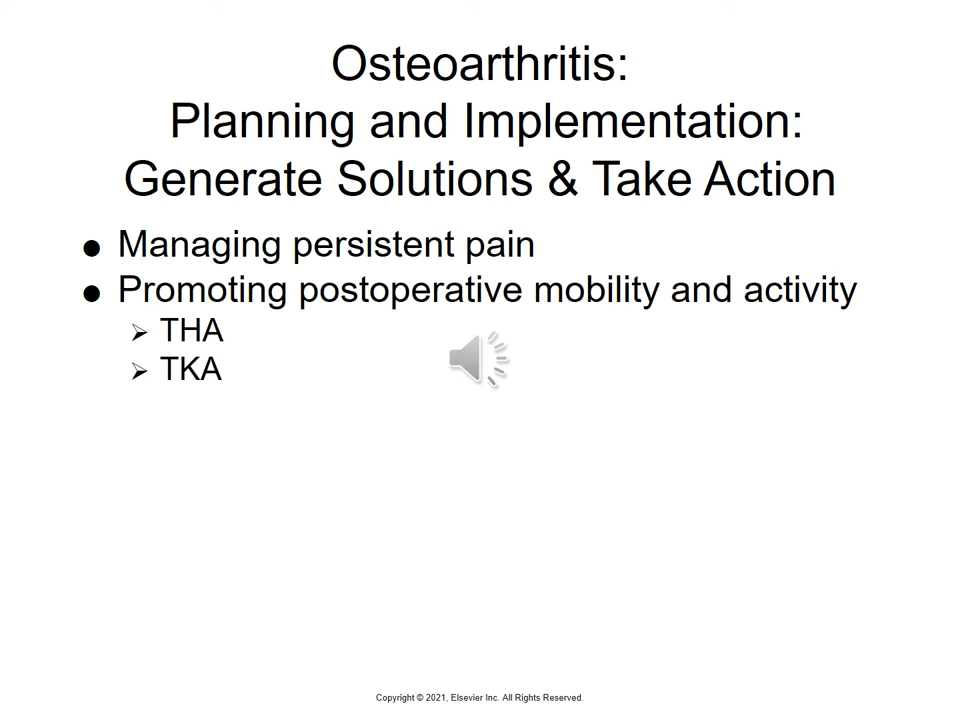 Osteoarthritis:
Planning and Implementation:
Generate Solutions & Take Action
● Managing persistent pain
● Promoting postoperative mobility and activity
➢ THA
➢ TKA
Copyright © 2021, Elsevier Inc. All Rights Reserved.